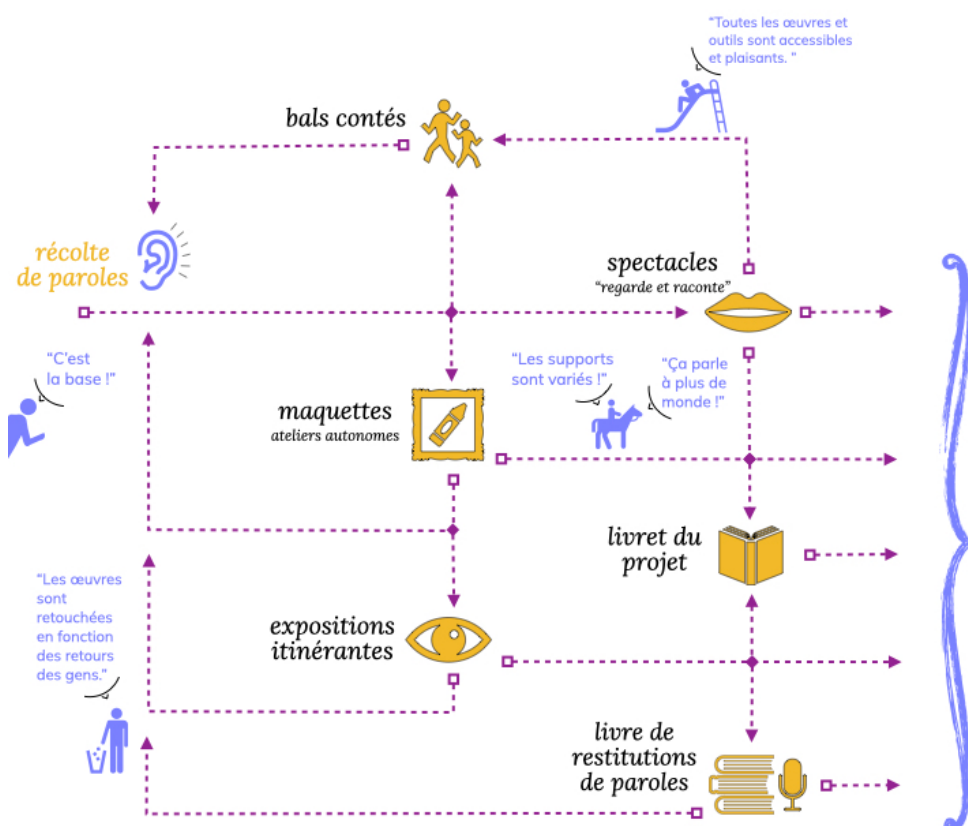 “Toutes les œuvres et
outils sont accessibles
et plaisants. ”
bals contés
récolte
de paroles
spectacles
“regarde et raconte”
“C’est
la base !”
“Les supports
sont variés !”
“Ça parle
à plus de
monde !”
maquettes
ateliers autonomes
livret du
projet
“Les œuvres
sont
retouchées
en fonction
des retours
des gens.”
expositions
itinérantes
livre de
restitutions
de paroles